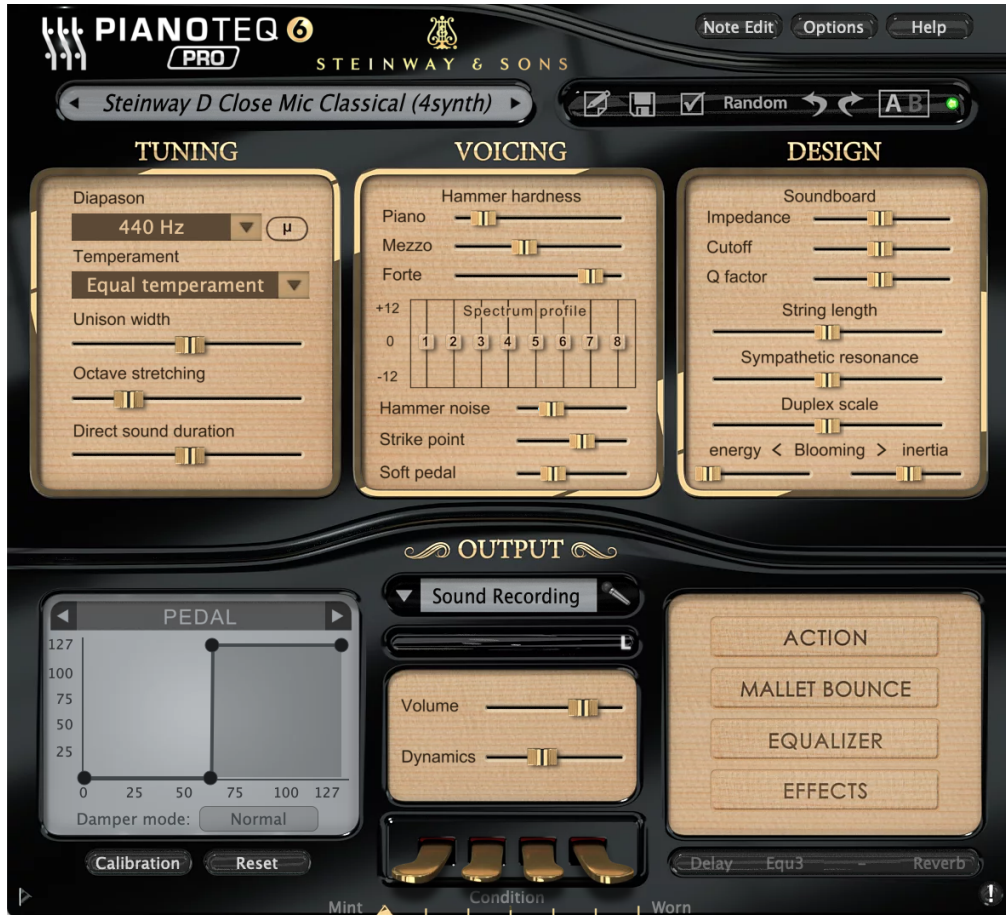 PIANOTEQ 6
PRO
STEINWAY & SONS
Note Edit Options Help
Steinway D Close Mic Classical (4synth)
Random A B
TUNING
Diapason
440 Hz μ
Temperament
Equal temperament
Unison width
Octave stretching
Direct sound duration
VOICING
Hammer hardness
Piano
Mezzo
Forte
+12 Spectrum profile
0 1 2 3 4 5 6 7 8
-12
Hammer noise
Strike point
Soft pedal
DESIGN
Soundboard
Impedance
Cutoff
Q factor
String length
Sympathetic resonance
Duplex scale
energy < Blooming > inertia
OUTPUT
PEDAL
127
100
75
50
25
0 25 50 75 100 127
Damper mode: Normal
Calibration Reset
Sound Recording
L
Volume
Dynamics
Condition
Mint Worn
ACTION
MALLET BOUNCE
EQUALIZER
EFFECTS
Delay Equ3 – Reverb
!